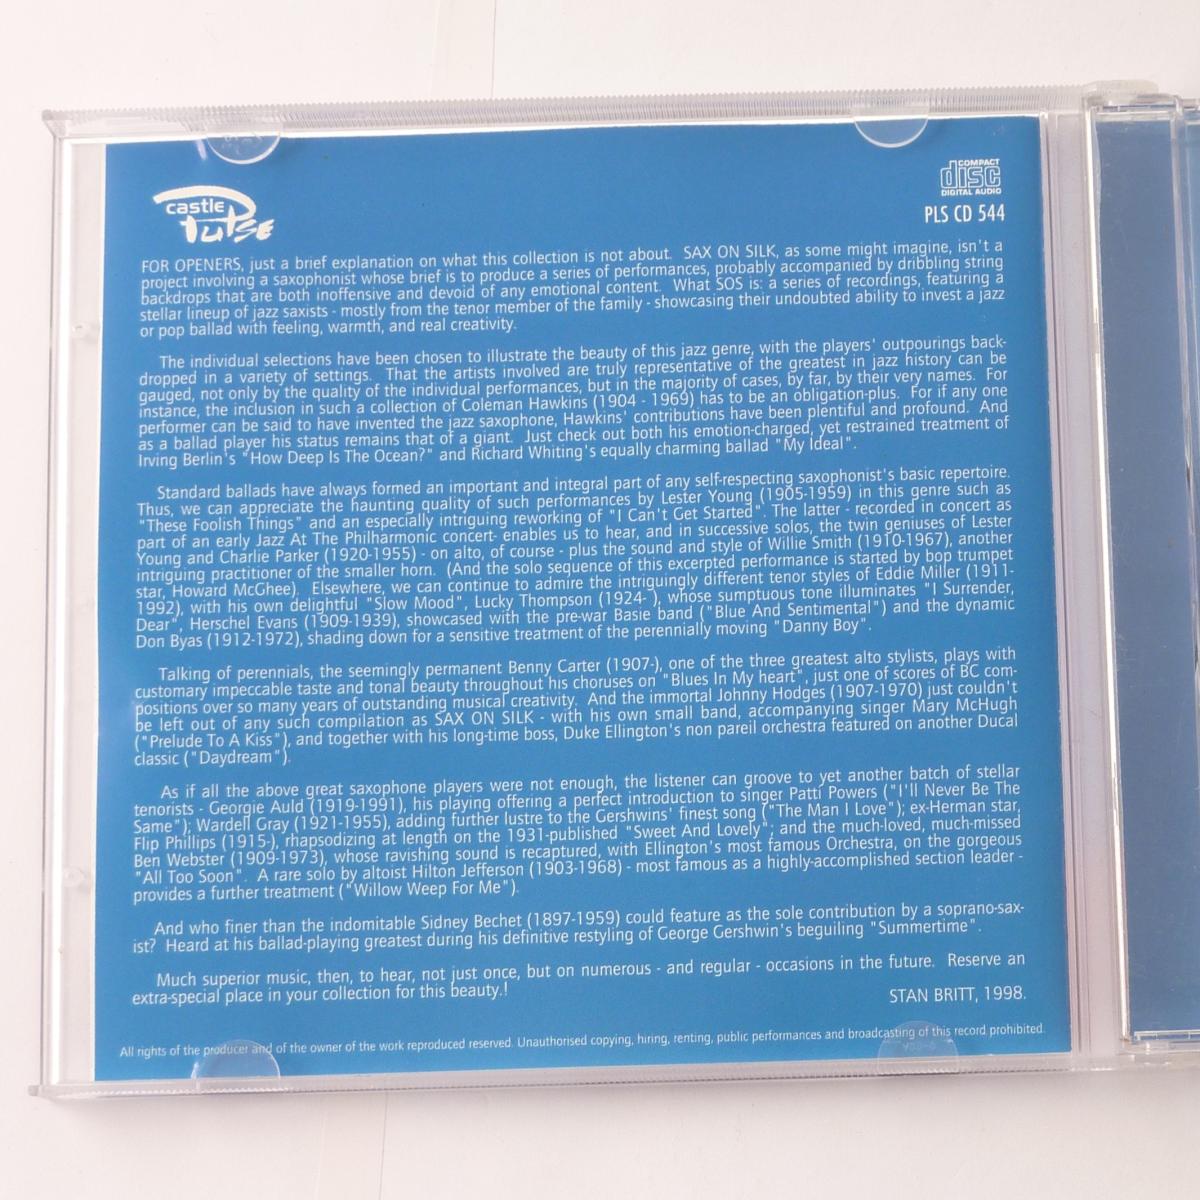 castle
Pulse
COMPACT
disc
DIGITAL AUDIO
PLS CD 544
FOR OPENERS, just a brief explanation on what this collection is not about. SAX ON SILK, as some might imagine, isn't a
project involving a saxophonist whose brief is to produce a series of performances, probably accompanied by dribbling string
backdrops that are both inoffensive and devoid of any emotional content. What SOS is: a series of recordings, featuring a
stellar lineup of jazz saxists - mostly from the tenor member of the family - showcasing their undoubted ability to invest a jazz
or pop ballad with feeling, warmth, and real creativity.
The individual selections have been chosen to illustrate the beauty of this jazz genre, with the players' outpourings back-
dropped in a variety of settings. That the artists involved are truly representative of the greatest in jazz history can be
gauged, not only by the quality of the individual performances, but in the majority of cases, by far, by their very names. For
instance, the inclusion in such a collection of Coleman Hawkins (1904 - 1969) has to be an obligation-plus. For if any one
performer can be said to have invented the jazz saxophone, Hawkins' contributions have been plentiful and profound. And
as a ballad player his status remains that of a giant. Just check out both his emotion-charged, yet restrained treatment of
Irving Berlin's "How Deep Is The Ocean?" and Richard Whiting's equally charming ballad "My Ideal".
Standard ballads have always formed an important and integral part of any self-respecting saxophonist's basic repertoire.
Thus, we can appreciate the haunting quality of such performances by Lester Young (1905-1959) in this genre such as
"These Foolish Things" and an especially intriguing reworking of "I Can't Get Started". The latter - recorded in concert as
part of an early Jazz At The Philharmonic concert- enables us to hear, and in successive solos, the twin geniuses of Lester
Young and Charlie Parker (1920-1955) - on alto, of course - plus the sound and style of Willie Smith (1910-1967), another
intriguing practitioner of the smaller horn. (And the solo sequence of this excerpted performance is started by bop trumpet
star, Howard McGhee). Elsewhere, we can continue to admire the intriguingly different tenor styles of Eddie Miller (1911-
1992), with his own delightful "Slow Mood", Lucky Thompson (1924- ), whose sumptuous tone illuminates "I Surrender,
Dear", Herschel Evans (1909-1939), showcased with the pre-war Basie band ("Blue And Sentimental") and the dynamic
Don Byas (1912-1972), shading down for a sensitive treatment of the perennially moving "Danny Boy".
Talking of perennials, the seemingly permanent Benny Carter (1907-), one of the three greatest alto stylists, plays with
customary impeccable taste and tonal beauty throughout his choruses on "Blues In My heart", just one of scores of BC com-
positions over so many years of outstanding musical creativity. And the immortal Johnny Hodges (1907-1970) just couldn't
be left out of any such compilation as SAX ON SILK - with his own small band, accompanying singer Mary McHugh
("Prelude To A Kiss"), and together with his long-time boss, Duke Ellington's non pareil orchestra featured on another Ducal
classic ("Daydream").
As if all the above great saxophone players were not enough, the listener can groove to yet another batch of stellar
tenorists - Georgie Auld (1919-1991), his playing offering a perfect introduction to singer Patti Powers ("I'll Never Be The
Same"); Wardell Gray (1921-1955), adding further lustre to the Gershwins' finest song ("The Man I Love"); ex-Herman star,
Flip Phillips (1915-), rhapsodizing at length on the 1931-published "Sweet And Lovely"; and the much-loved, much-missed
Ben Webster (1909-1973), whose ravishing sound is recaptured, with Ellington's most famous Orchestra, on the gorgeous
"All Too Soon". A rare solo by altoist Hilton Jefferson (1903-1968) - most famous as a highly-accomplished section leader -
provides a further treatment ("Willow Weep For Me").
And who finer than the indomitable Sidney Bechet (1897-1959) could feature as the sole contribution by a soprano-sax-
ist? Heard at his ballad-playing greatest during his definitive restyling of George Gershwin's beguiling "Summertime".
Much superior music, then, to hear, not just once, but on numerous - and regular - occasions in the future. Reserve an
extra-special place in your collection for this beauty.!
STAN BRITT, 1998.
All rights of the producer and of the owner of the work reproduced reserved. Unauthorised copying, hiring, renting, public performances and broadcasting of this record prohibited.